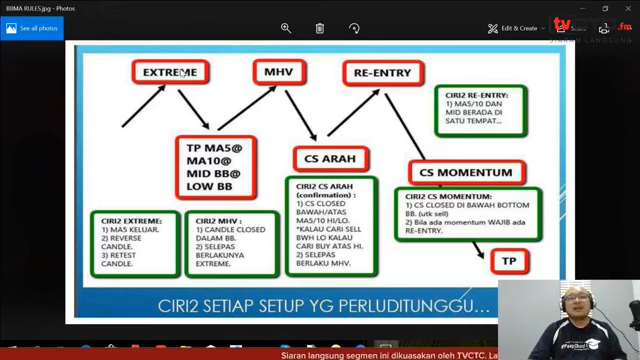 BBMA RULES.jpg - Photos
See all photos
Edit & Create
tvCTC.fm
SIARAN LANGSUNG
EXTREME
MHV
RE-ENTRY
CIRI2 RE-ENTRY:
1) MA5/10 DAN
MID BERADA DI
SATU TEMPAT...
TP MA5@
MA10@
MID BB@
LOW BB
CS ARAH
CS MOMENTUM
CIRI2 EXTREME:
1) MA5 KELUAR.
2) REVERSE
CANDLE.
3) RETEST
CANDLE.
CIRI2 MHV :
1) CANDLE CLOSED
DALAM BB.
2) SELEPAS
BERLAKUNYA
EXTREME.
CIRI2 CS ARAH
(confirmation) :
1) CS CLOSED
BAWAH/ATAS
MA5/10 HI/LO.
*KALAU CARI SELL
BWH LO KALAU
CARI BUY ATAS HI.
2) SELEPAS
BERLAKU MHV.
CIRI2 CS MOMENTUM:
1) CS CLOSED DI BAWAH BOTTOM
BB. (utk sell)
2) Bila ada momentum WAJIB ada
RE-ENTRY.
TP
CIRI2 SETIAP SETUP YG PERLUDITUNGGU...
Siaran langsung segmen ini dikuasakan oleh TVCTC. La